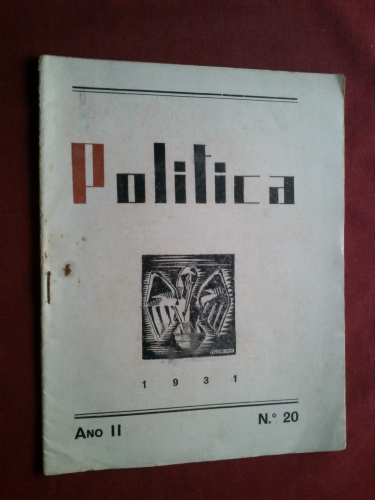 Politica
1931
ANO II
N.º 20